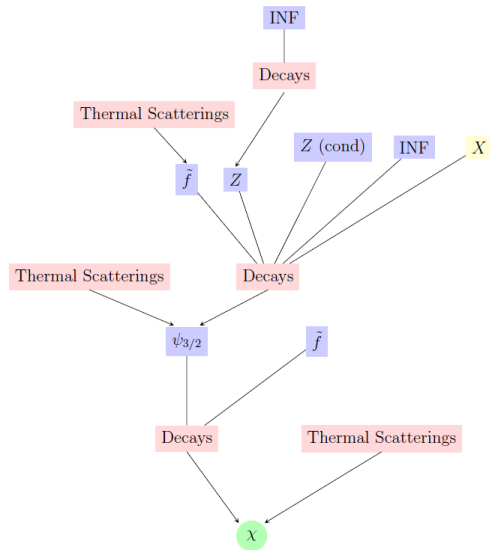 INF
Decays
Thermal Scatterings
Z (cond)
INF
X
f̃
Z
Thermal Scatterings
Decays
ψ3/2
f̃
Decays
Thermal Scatterings
χ